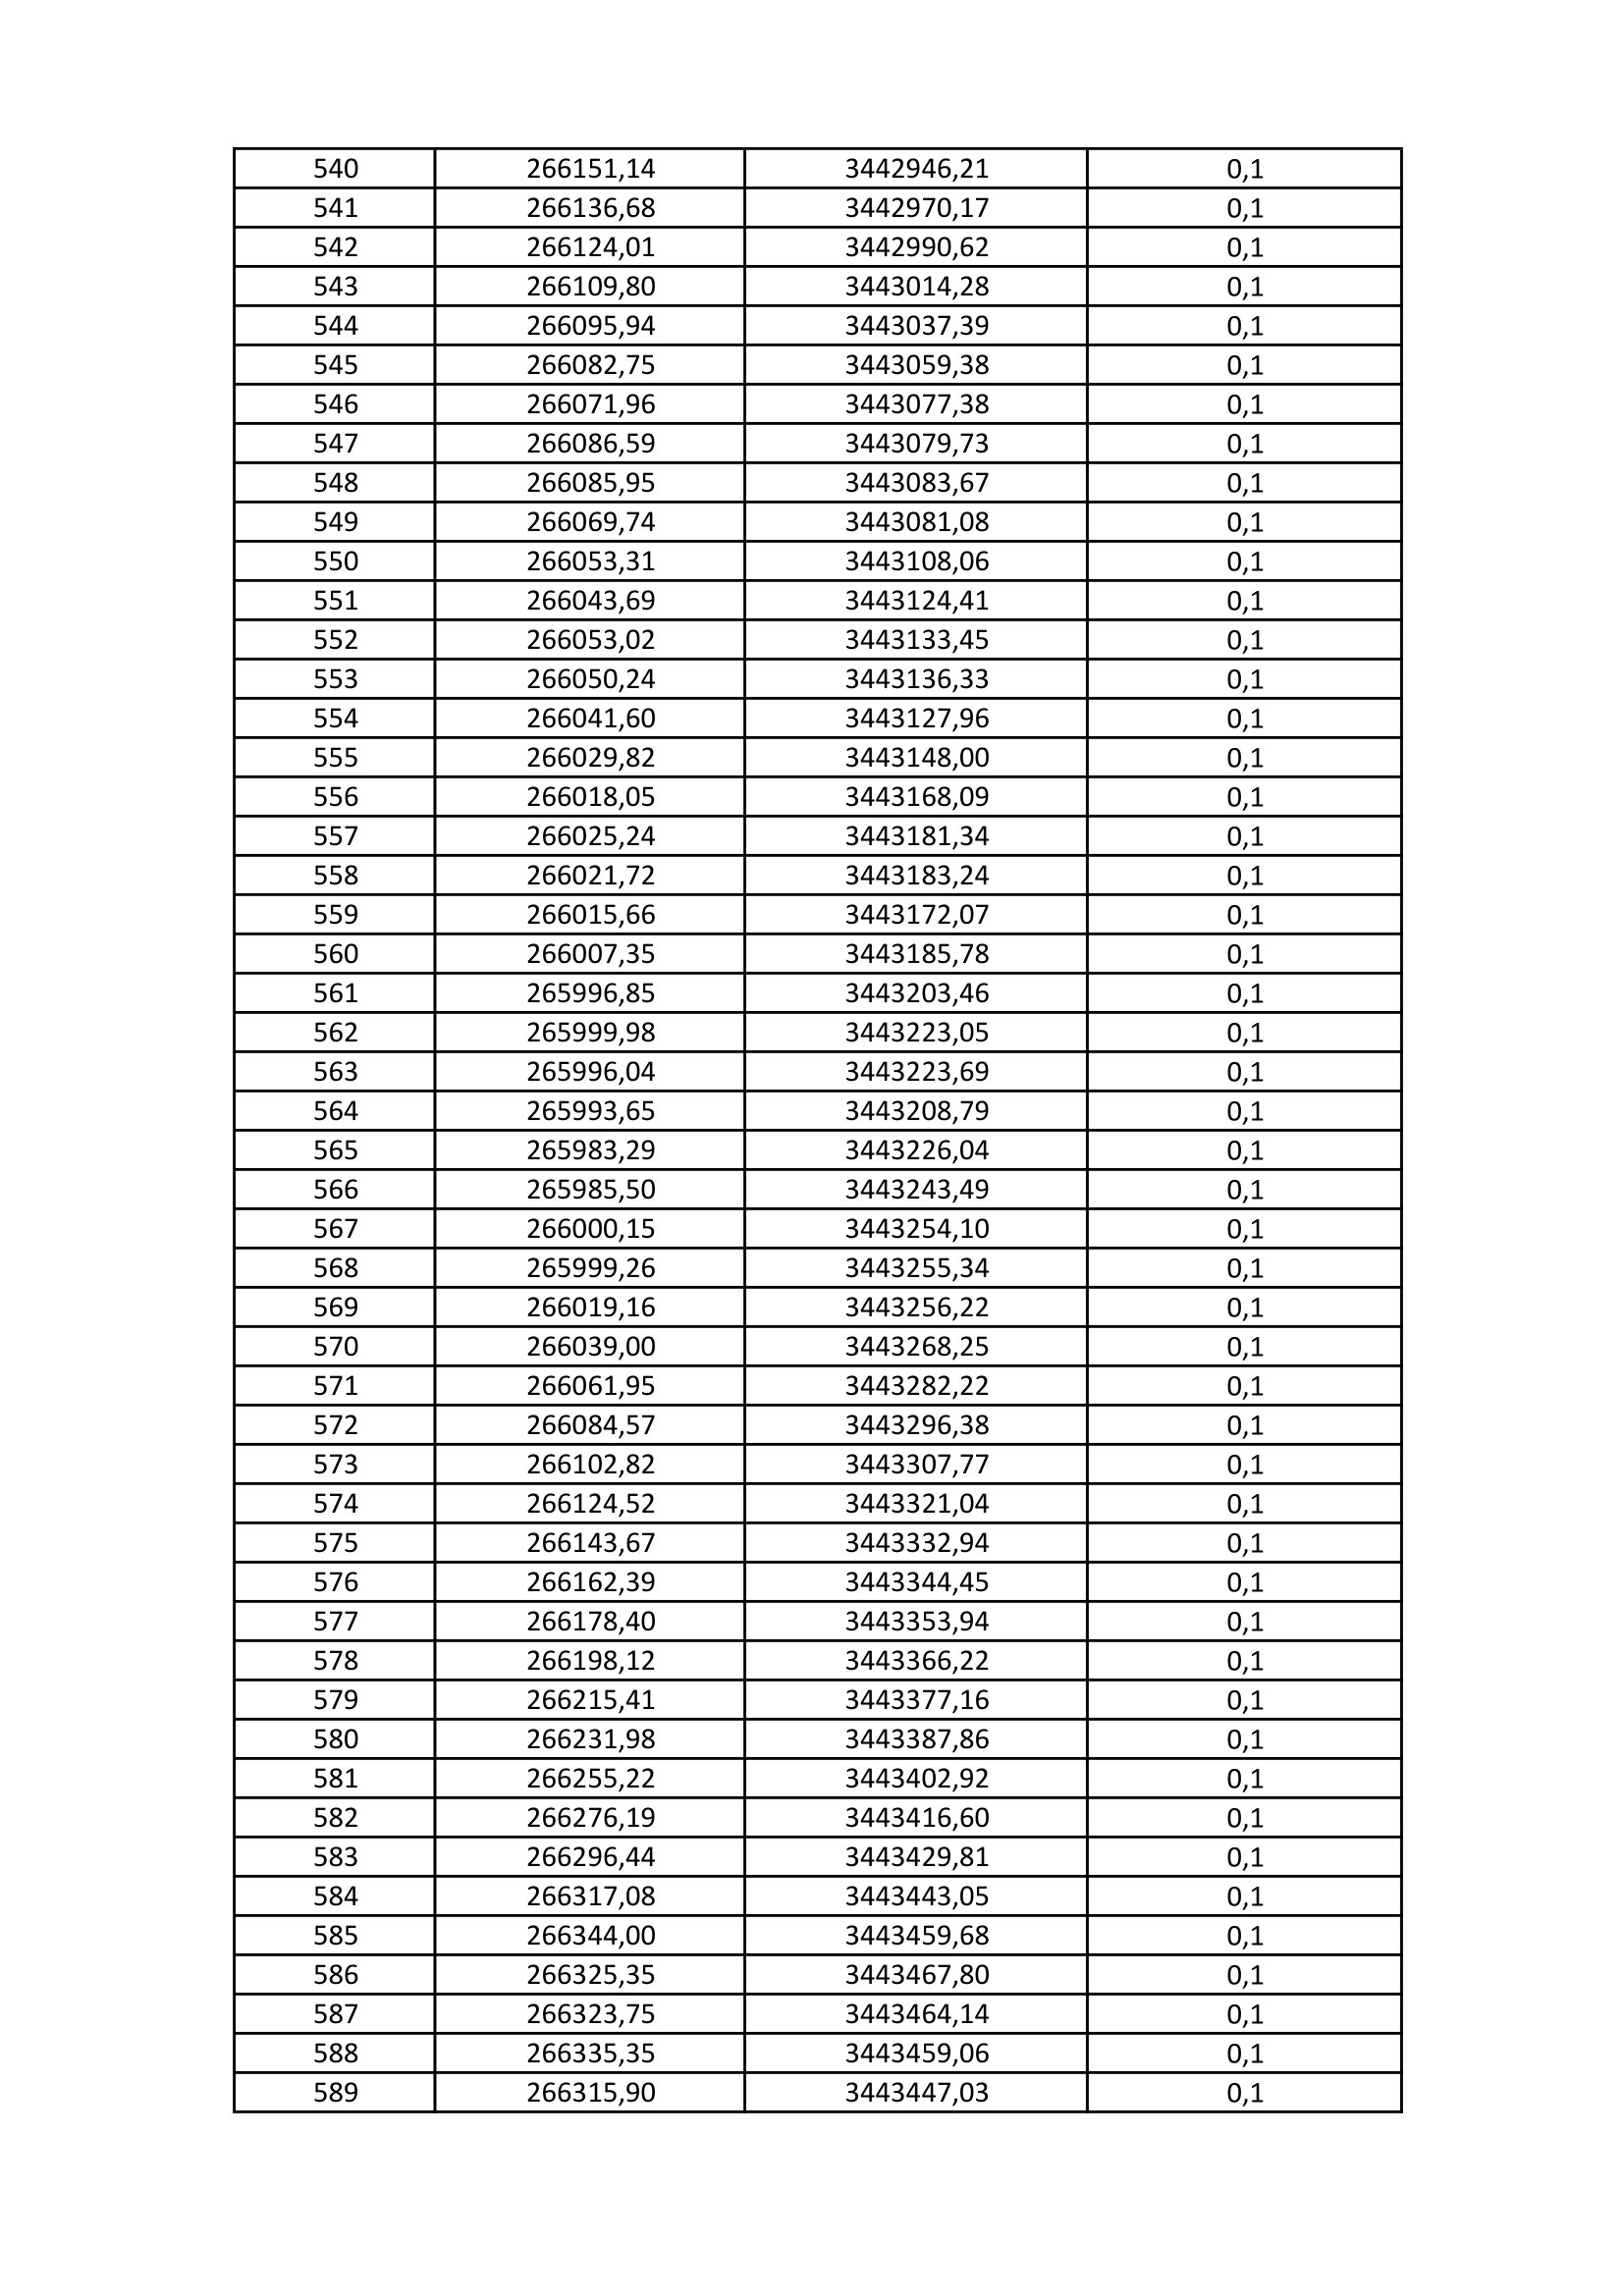 540 266151,14 3442946,21 0,1
541 266136,68 3442970,17 0,1
542 266124,01 3442990,62 0,1
543 266109,80 3443014,28 0,1
544 266095,94 3443037,39 0,1
545 266082,75 3443059,38 0,1
546 266071,96 3443077,38 0,1
547 266086,59 3443079,73 0,1
548 266085,95 3443083,67 0,1
549 266069,74 3443081,08 0,1
550 266053,31 3443108,06 0,1
551 266043,69 3443124,41 0,1
552 266053,02 3443133,45 0,1
553 266050,24 3443136,33 0,1
554 266041,60 3443127,96 0,1
555 266029,82 3443148,00 0,1
556 266018,05 3443168,09 0,1
557 266025,24 3443181,34 0,1
558 266021,72 3443183,24 0,1
559 266015,66 3443172,07 0,1
560 266007,35 3443185,78 0,1
561 265996,85 3443203,46 0,1
562 265999,98 3443223,05 0,1
563 265996,04 3443223,69 0,1
564 265993,65 3443208,79 0,1
565 265983,29 3443226,04 0,1
566 265985,50 3443243,49 0,1
567 266000,15 3443254,10 0,1
568 265999,26 3443255,34 0,1
569 266019,16 3443256,22 0,1
570 266039,00 3443268,25 0,1
571 266061,95 3443282,22 0,1
572 266084,57 3443296,38 0,1
573 266102,82 3443307,77 0,1
574 266124,52 3443321,04 0,1
575 266143,67 3443332,94 0,1
576 266162,39 3443344,45 0,1
577 266178,40 3443353,94 0,1
578 266198,12 3443366,22 0,1
579 266215,41 3443377,16 0,1
580 266231,98 3443387,86 0,1
581 266255,22 3443402,92 0,1
582 266276,19 3443416,60 0,1
583 266296,44 3443429,81 0,1
584 266317,08 3443443,05 0,1
585 266344,00 3443459,68 0,1
586 266325,35 3443467,80 0,1
587 266323,75 3443464,14 0,1
588 266335,35 3443459,06 0,1
589 266315,90 3443447,03 0,1